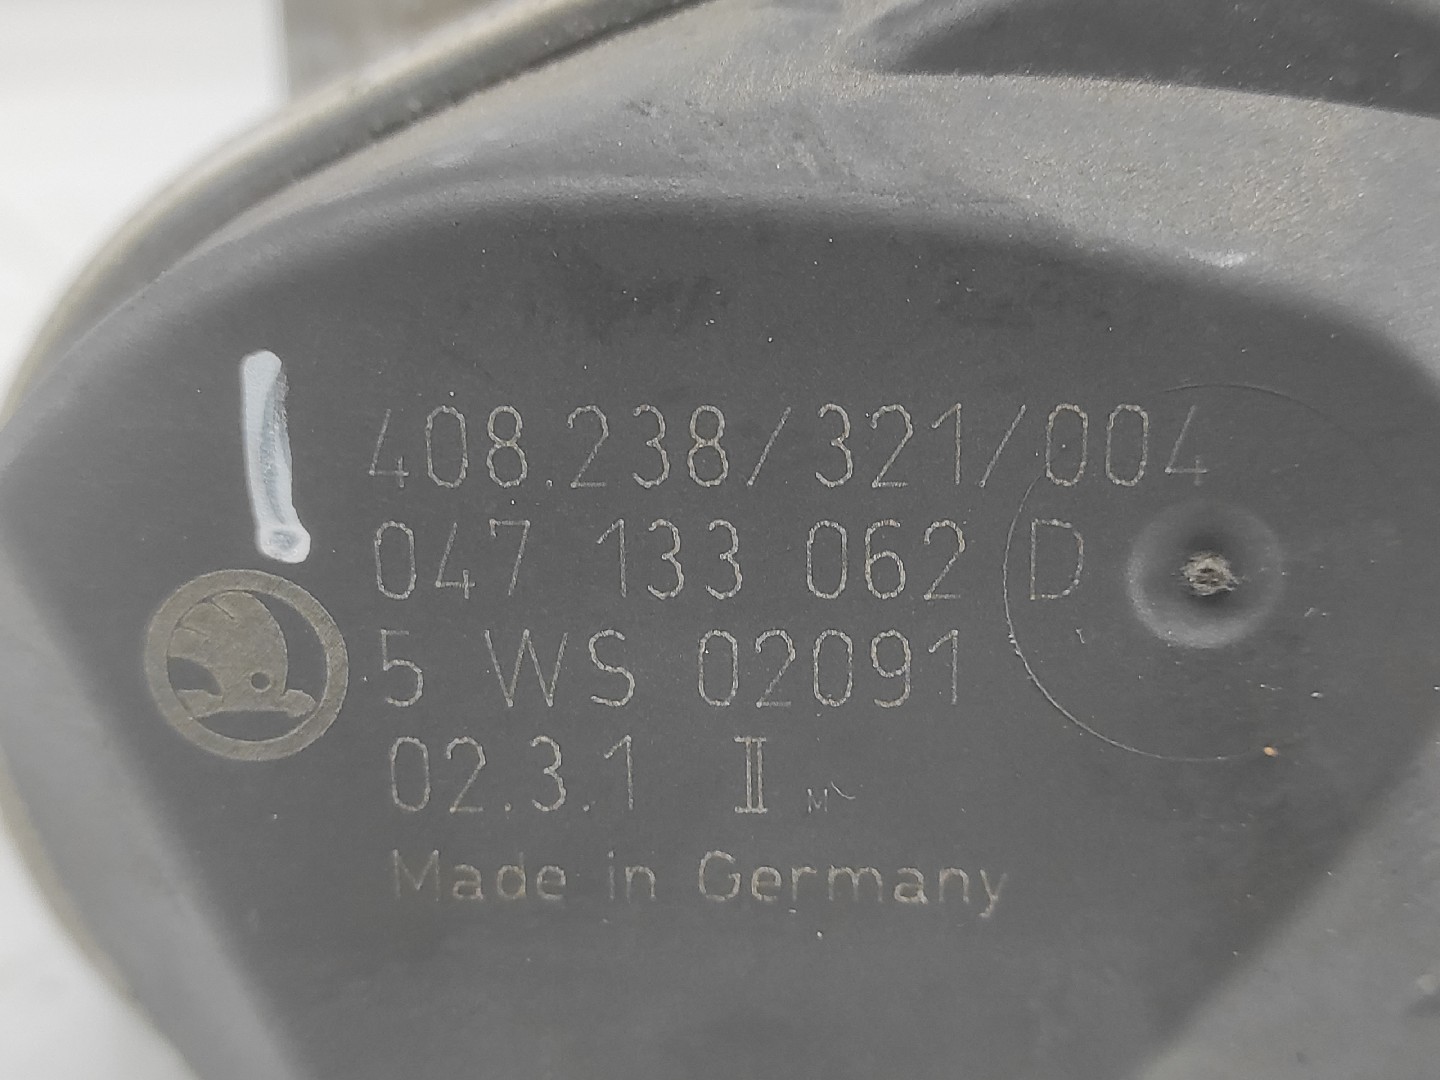 408.238/321/004
047 133 062 D
5 WS 02091
02.3.1 II M
Made in Germany